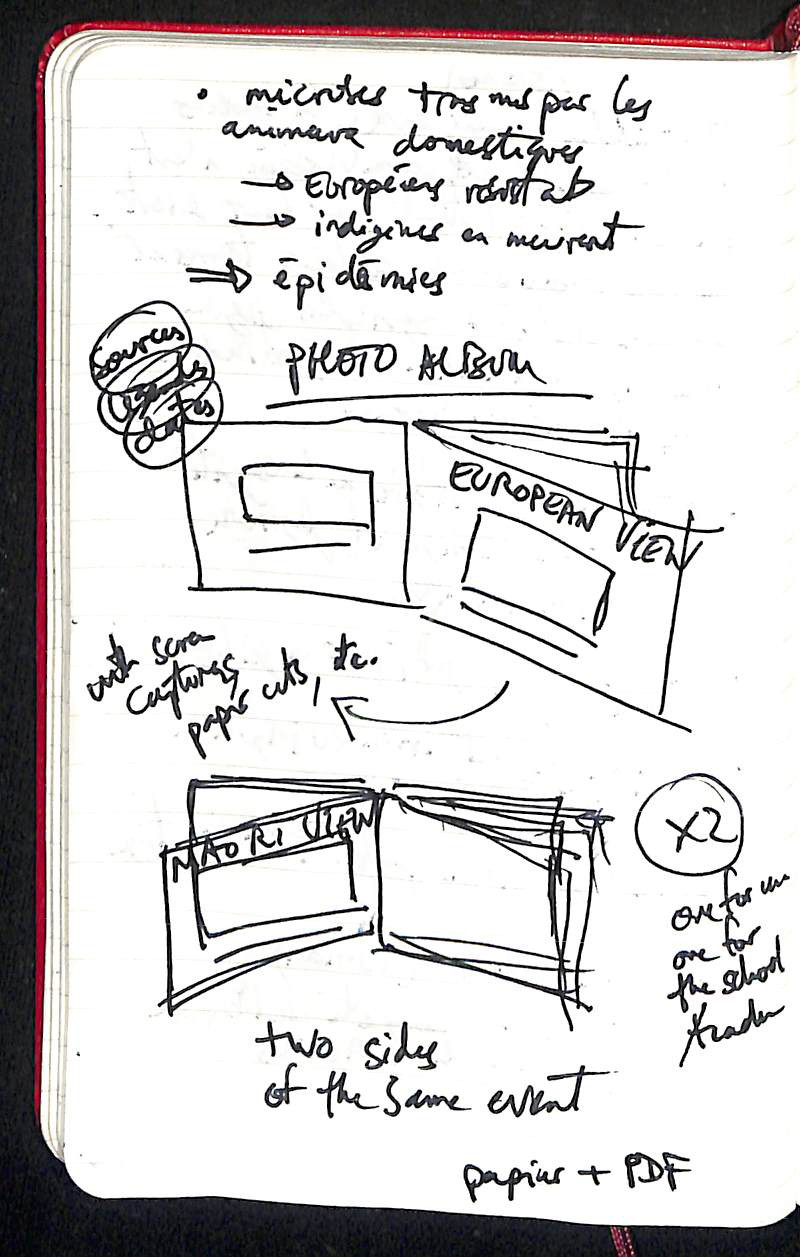 • microbes transmis par les
animaux domestiques
→ Européens résistent
→ indigènes en meurent
⇒ épidémies
sources
légendes
dates
PHOTO ALBUM
EUROPEAN VIEW
with screen
captures,
paper cuts, etc.
MAORI VIEW
X2
one for
one for
the school
two sides
of the same event
papier + PDF